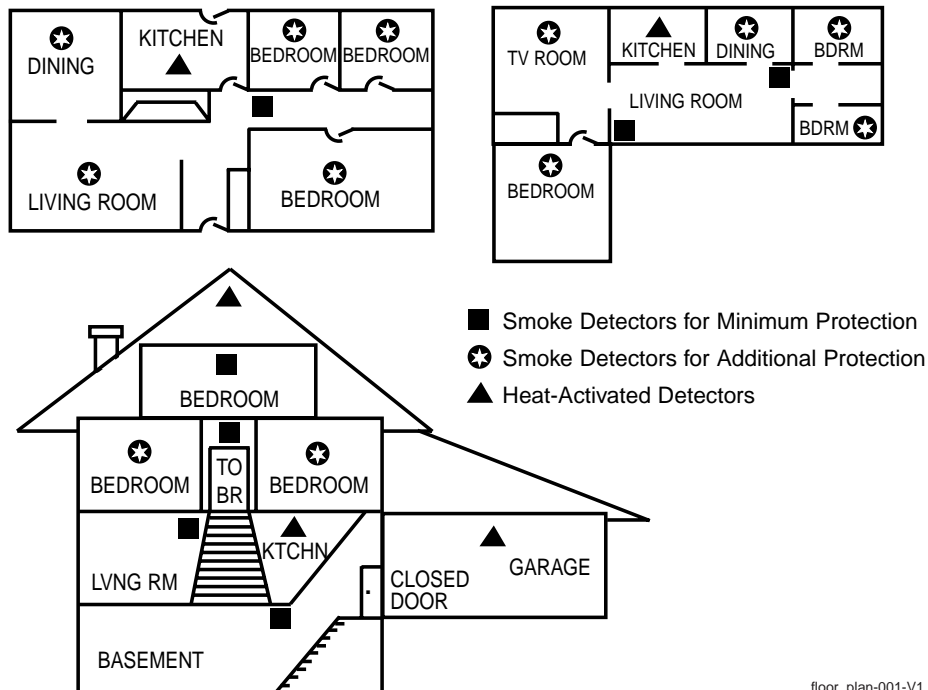 DINING
KITCHEN
BEDROOM
BEDROOM
LIVING ROOM
BEDROOM
TV ROOM
KITCHEN
DINING
BDRM
LIVING ROOM
BDRM
BEDROOM
Smoke Detectors for Minimum Protection
Smoke Detectors for Additional Protection
Heat-Activated Detectors
BEDROOM
BEDROOM
TO
BR
BEDROOM
LVNG RM
KTCHN
CLOSED
DOOR
GARAGE
BASEMENT
floor_plan-001-V1